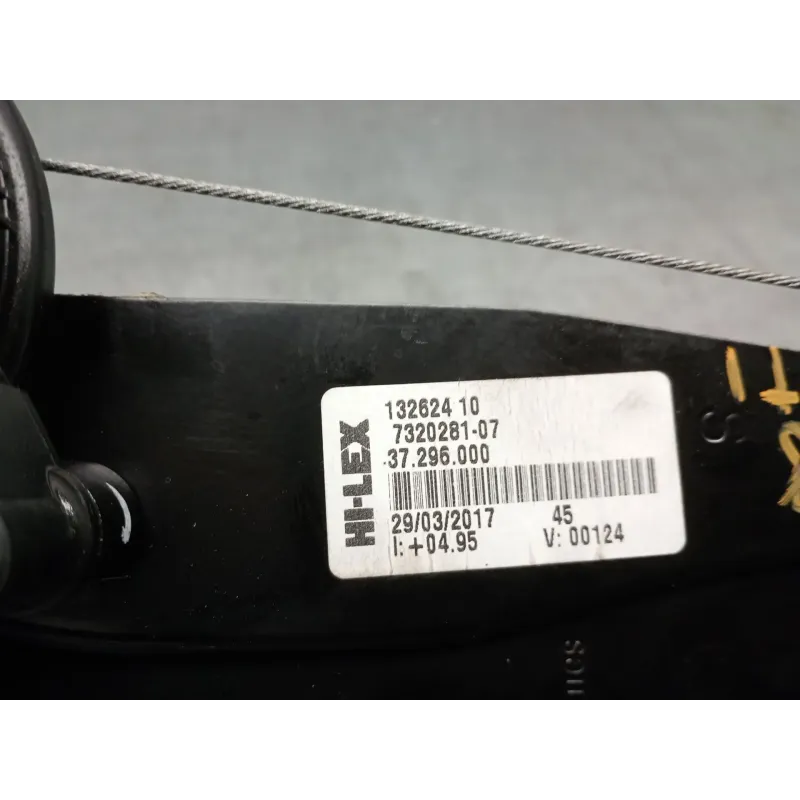 HI-LEX
132624 10
7320281-07
37.296.000
29/03/2017 45
I: +04.95 V: 00124